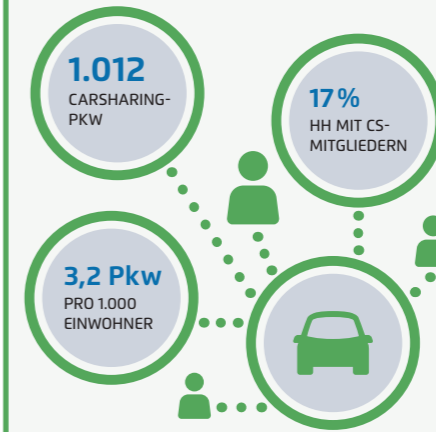 1.012
CARSHARING-
PKW
17 %
HH MIT CS-
MITGLIEDERN
3,2 Pkw
PRO 1.000
EINWOHNER